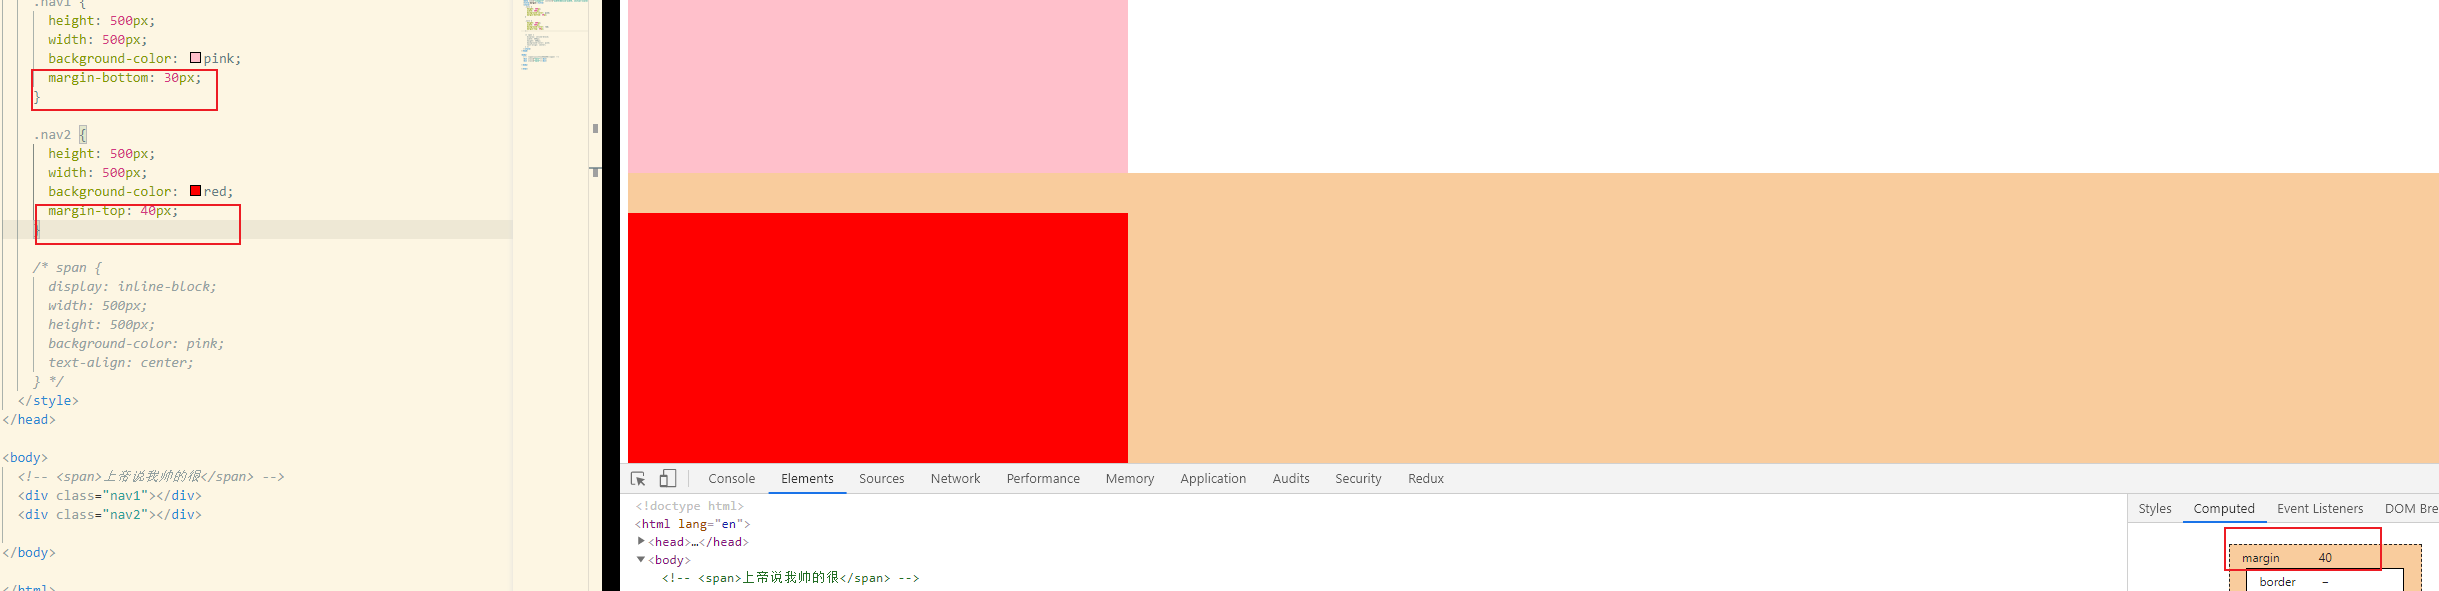 .nav1 {
height: 500px;
width: 500px;
background-color: pink;
margin-bottom: 30px;
}
.nav2 {
height: 500px;
width: 500px;
background-color: red;
margin-top: 40px;
/* span {
display: inline-block;
width: 500px;
height: 500px;
background-color: pink;
text-align: center;
} */
</style>
</head>
<body>
<!-- <span>上帝说我帅的很</span> -->
<div class="nav1"></div>
<div class="nav2"></div>
</body>
</html>
Console Elements Sources Network Performance Memory Application Audits Security Redux
<!doctype html>
<html lang="en">
<head>…</head>
<body>
<!-- <span>上帝说我帅的很</span> -->
Styles Computed Event Listeners DOM Bre
margin 40
border –